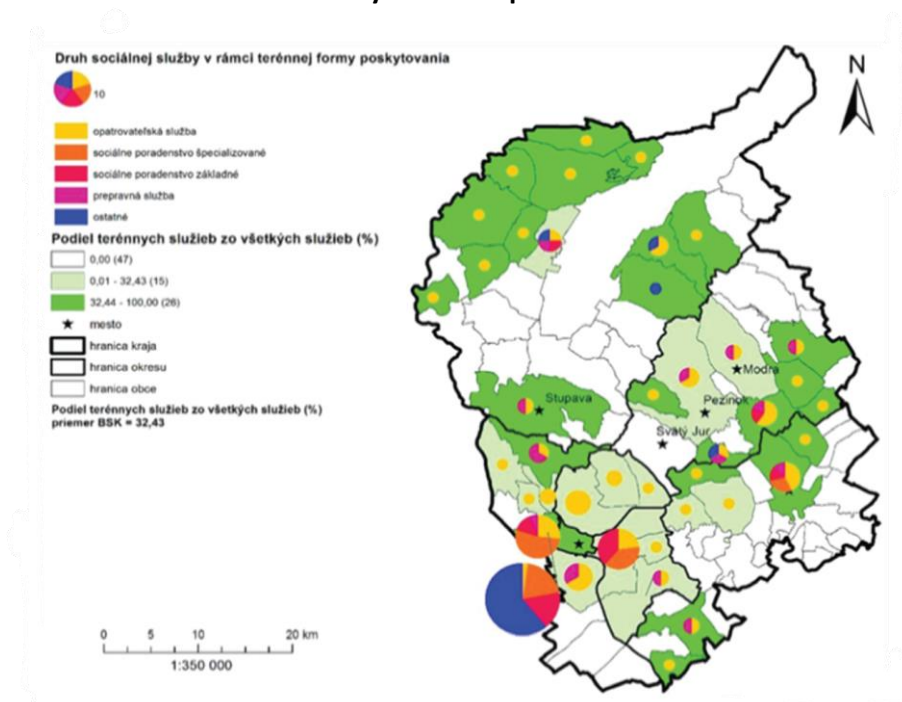 Druh sociálnej služby v rámci terénnej formy poskytovania
10
opatrovateľská služba
sociálne poradenstvo špecializované
sociálne poradenstvo základné
prepravná služba
ostatné
Podiel terénnych služieb zo všetkých služieb (%)
0,00 (47)
0,01 - 32,43 (15)
32,44 - 100,00 (26)
mesto
hranica kraja
hranica okresu
hranica obce
Podiel terénnych služieb zo všetkých služieb (%)
priemer BSK = 32,43
N
Modra
Stupava
Pezinok
Svätý Jur
0 5 10 20 km
1:350 000